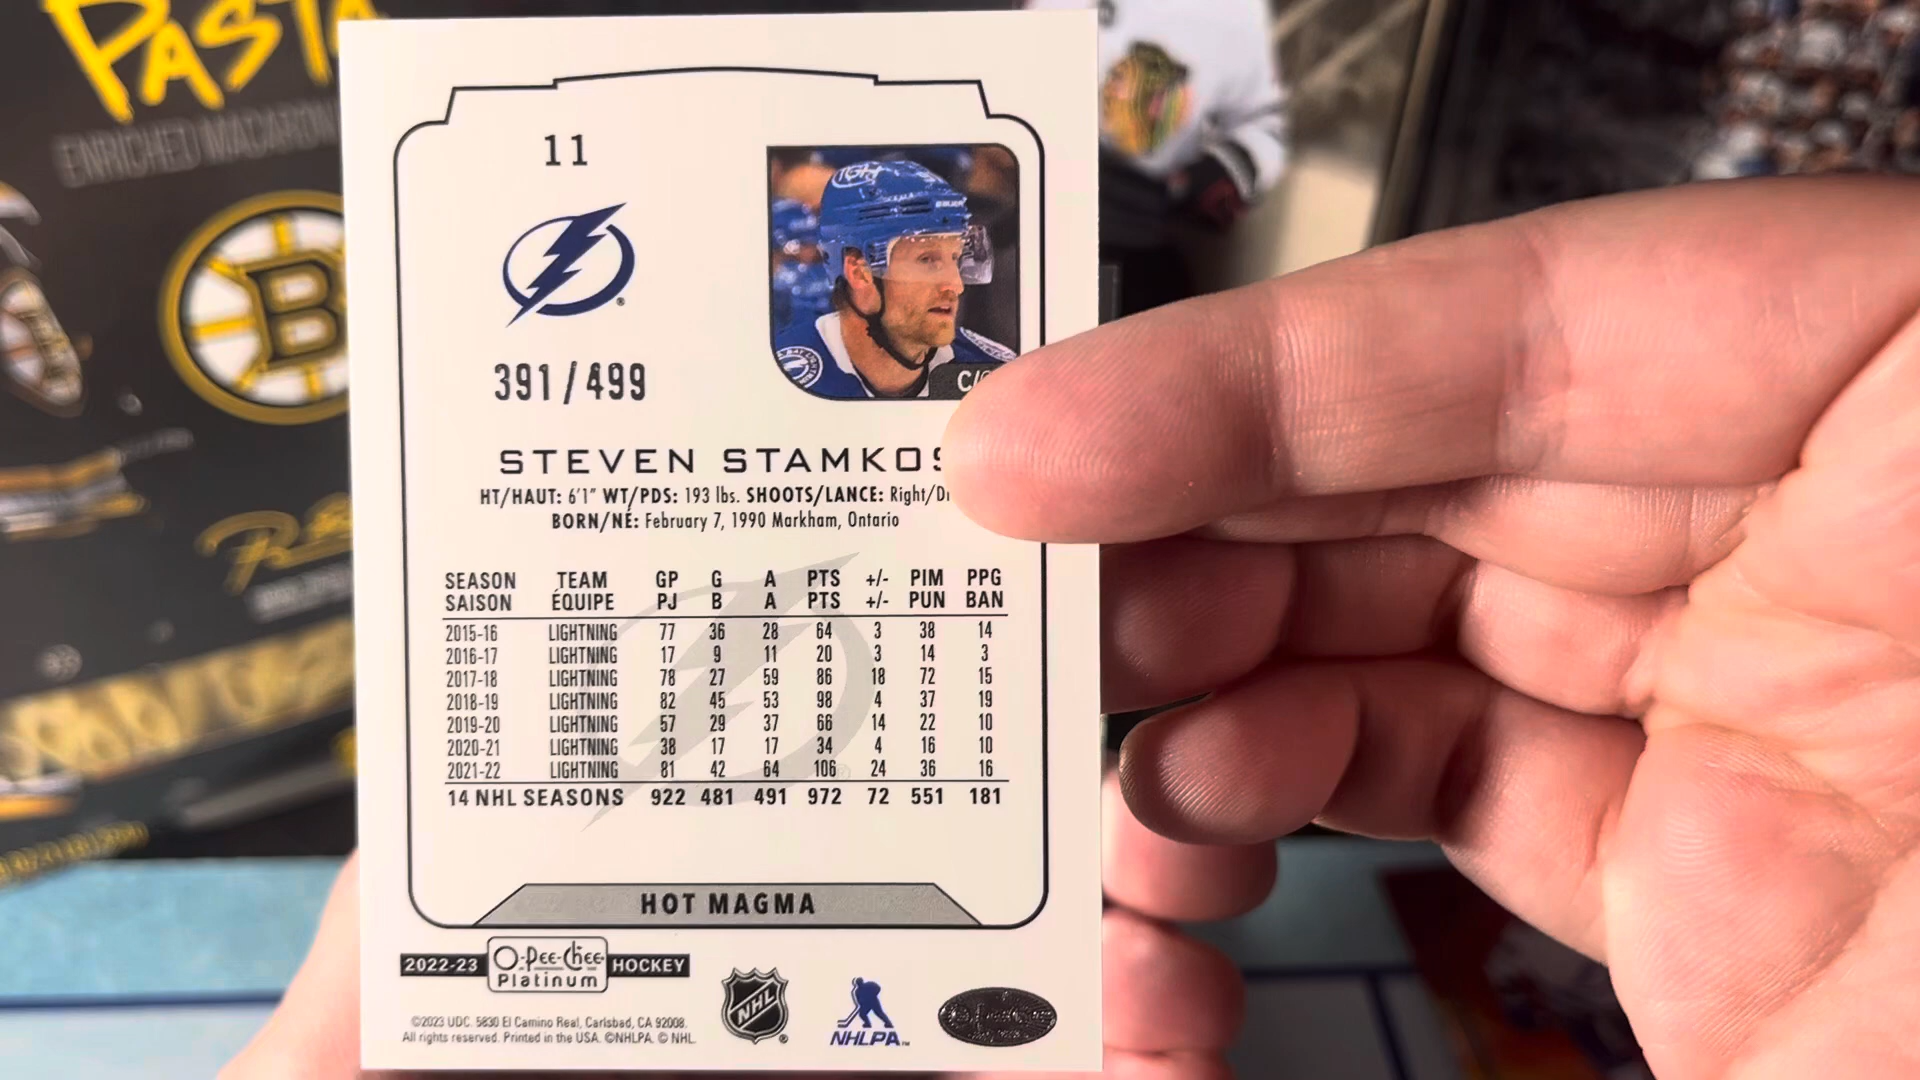 PASTA
ENRICHED MACARONI
B
11
391/499
C/
STEVEN STAMKOS
HT/HAUT: 6'1" WT/PDS: 193 lbs. SHOOTS/LANCE: Right/
BORN/NÉ: February 7, 1990 Markham, Ontario
SEASON TEAM GP G A PTS +/- PIM PPG
SAISON ÉQUIPE PJ B A PTS +/- PUN BAN
2015-16 LIGHTNING 77 36 28 64 3 38 14
2016-17 LIGHTNING 17 9 11 20 3 14 3
2017-18 LIGHTNING 78 27 59 86 18 72 15
2018-19 LIGHTNING 82 45 53 98 4 37 19
2019-20 LIGHTNING 57 29 37 66 14 22 10
2020-21 LIGHTNING 38 17 17 34 4 16 10
2021-22 LIGHTNING 81 42 64 106 24 36 16
14 NHL SEASONS 922 481 491 972 72 551 181
HOT MAGMA
2022-23 O-Pee-Chee HOCKEY
Platinum
©2023 UDC. 5830 El Camino Real, Carlsbad, CA 92008.
All rights reserved. Printed in the USA. ©NHLPA. © NHL.
NHL
NHLPA